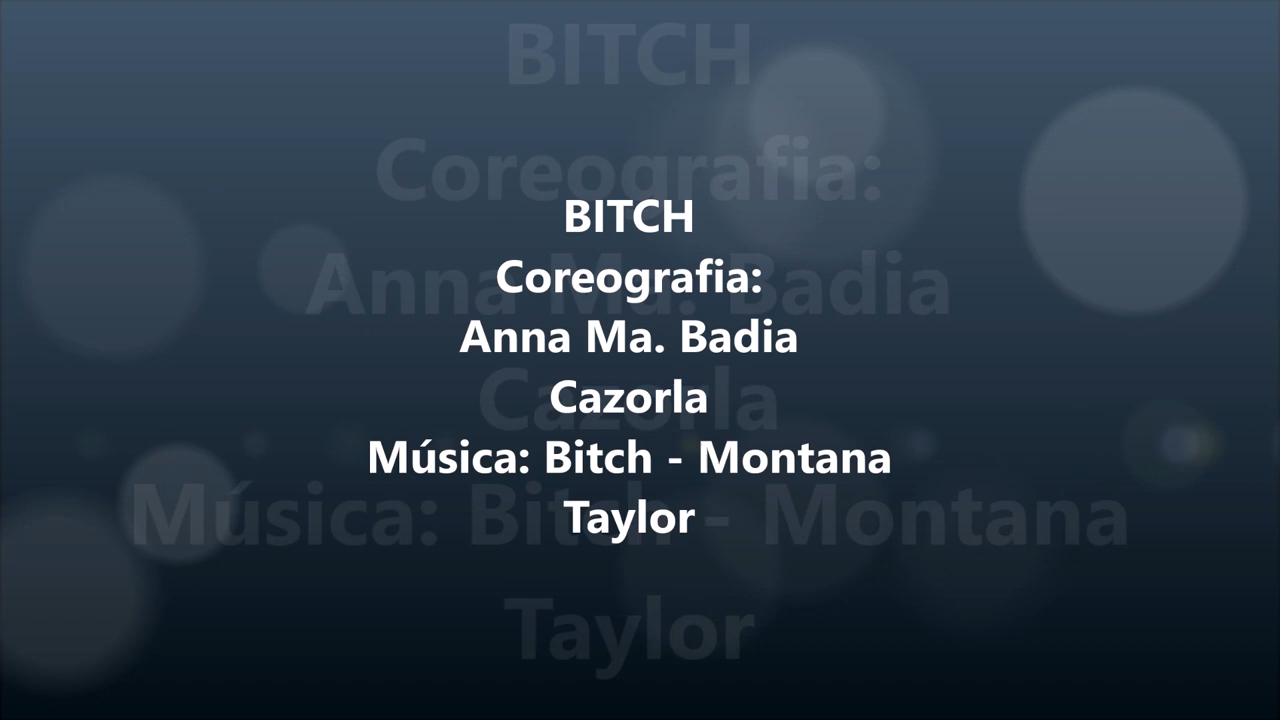 BITCH
Coreografia:
Anna Ma. Badia
Cazorla
Música: Bitch - Montana
Taylor